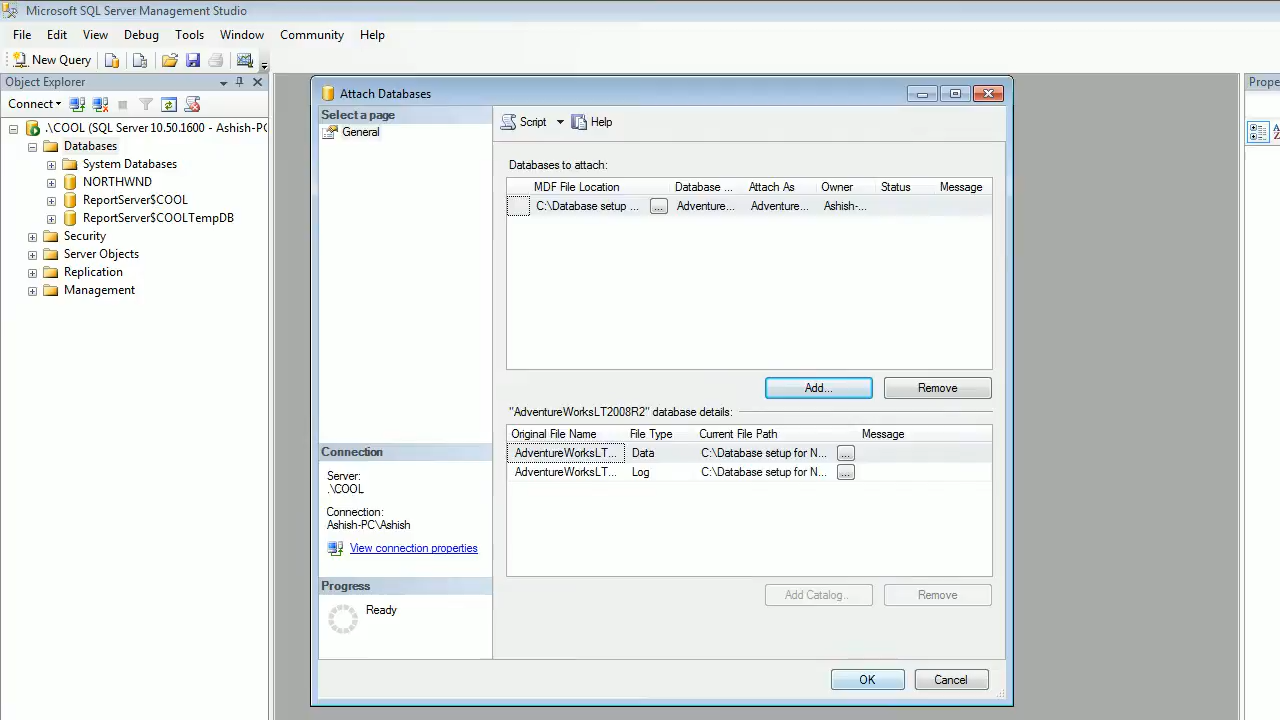 Microsoft SQL Server Management Studio
File Edit View Debug Tools Window Community Help
New Query
Object Explorer
Connect
.\COOL (SQL Server 10.50.1600 - Ashish-PC
Databases
System Databases
NORTHWND
ReportServer$COOL
ReportServer$COOLTempDB
Security
Server Objects
Replication
Management
Attach Databases
Select a page
General
Script Help
Databases to attach:
MDF File Location Database ... Attach As Owner Status Message
C:\Database setup ... ... Adventure... Adventure... Ashish-...
Add... Remove
"AdventureWorksLT2008R2" database details:
Original File Name File Type Current File Path Message
AdventureWorksLT... Data C:\Database setup for N... ...
AdventureWorksLT... Log C:\Database setup for N... ...
Add Catalog.. Remove
Connection
Server:
.\COOL
Connection:
Ashish-PC\Ashish
View connection properties
Progress
Ready
OK Cancel
Prope